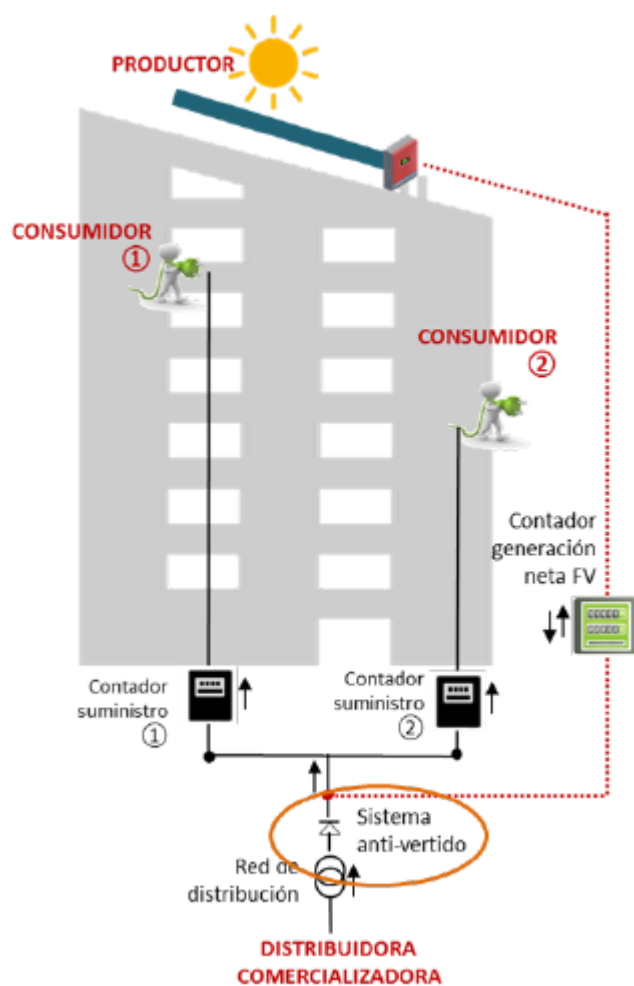 PRODUCTOR
CONSUMIDOR
①
CONSUMIDOR
②
Contador
generación
neta FV
Contador
suministro
①
Contador
suministro
②
Sistema
anti-vertido
Red de
distribución
DISTRIBUIDORA
COMERCIALIZADORA